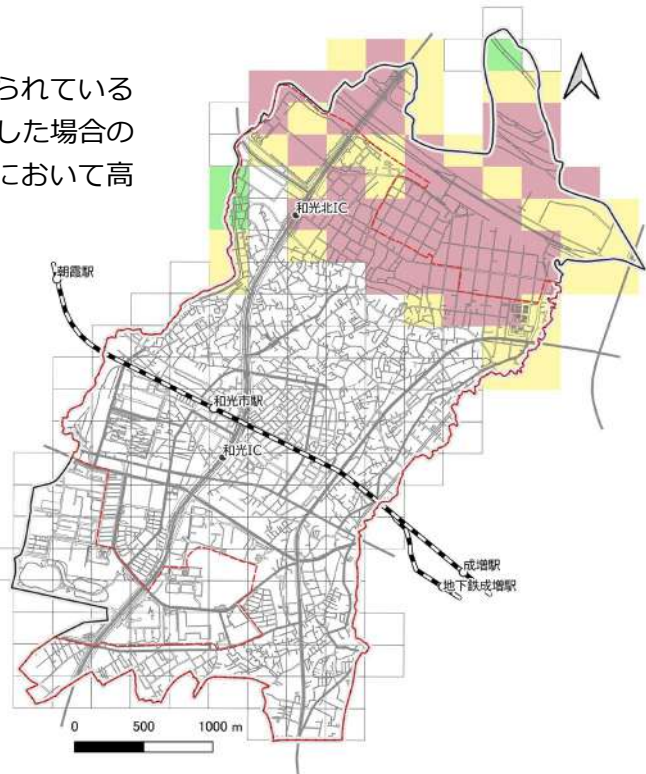 られている
した場合の
において高
和光北IC
朝霞駅
和光市駅
和光IC
成増駅
地下鉄成増駅
0 500 1000 m